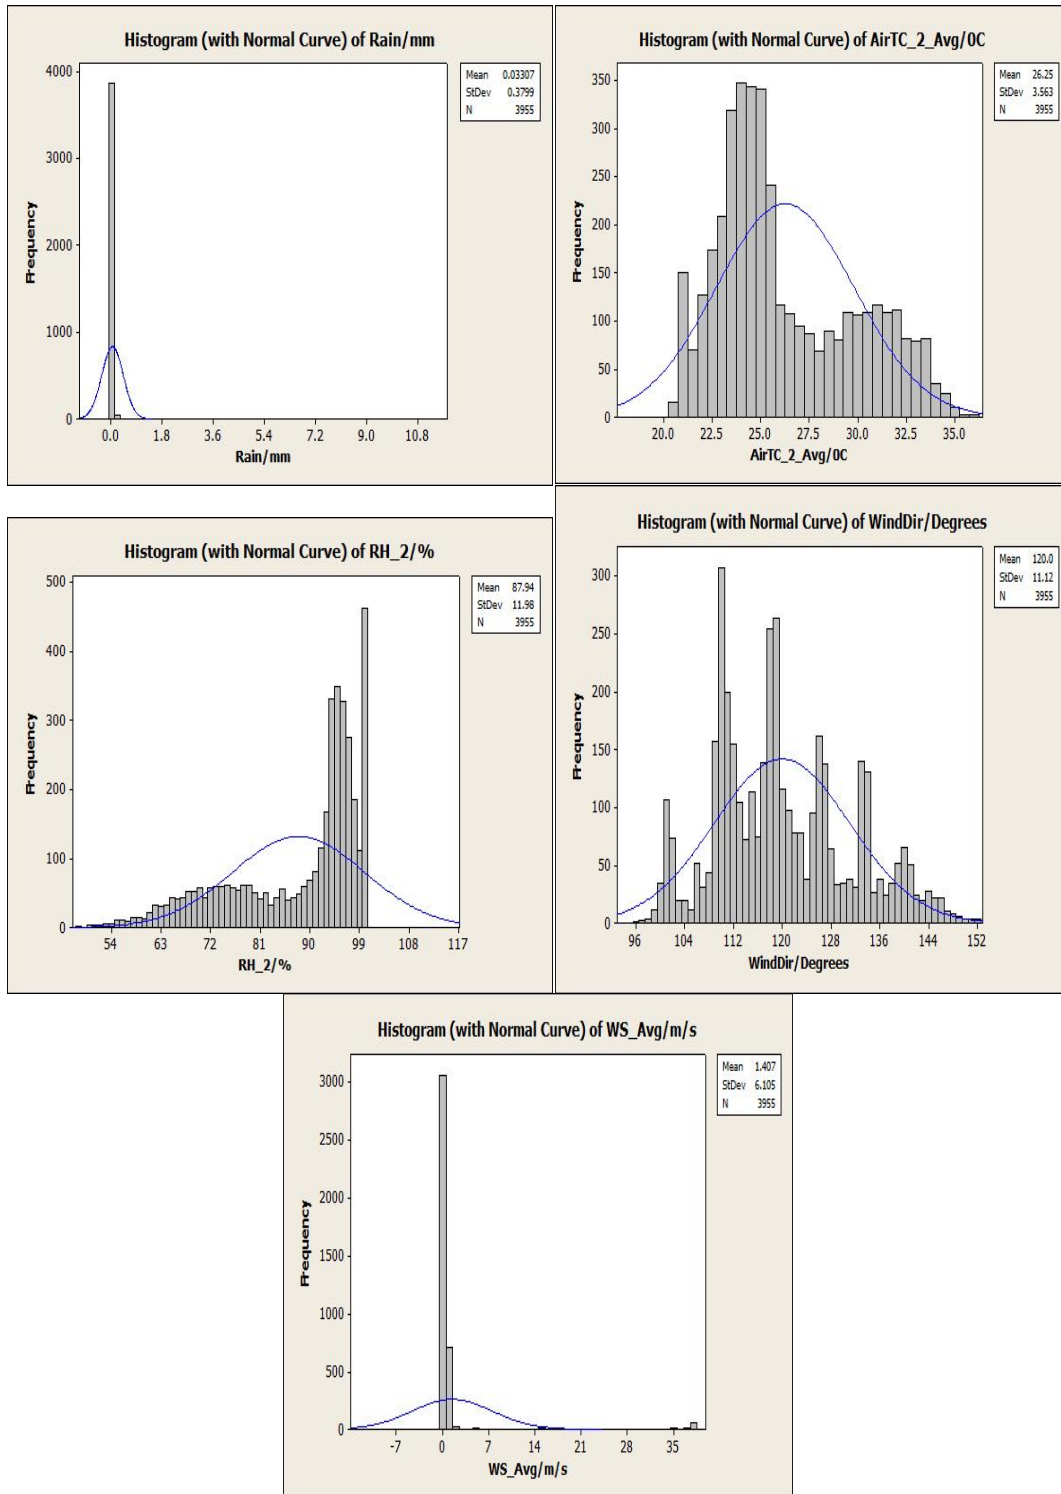 Histogram (with Normal Curve) of Rain/mm
Mean 0.03307
StDev 0.3799
N 3955
Frequency
4000
3000
2000
1000
0
0.0 1.8 3.6 5.4 7.2 9.0 10.8
Rain/mm
Histogram (with Normal Curve) of AirTC_2_Avg/0C
Mean 26.25
StDev 3.563
N 3955
Frequency
350
300
250
200
150
100
50
0
20.0 22.5 25.0 27.5 30.0 32.5 35.0
AirTC_2_Avg/0C
Histogram (with Normal Curve) of RH_2/%
Mean 87.94
StDev 11.98
N 3955
Frequency
500
400
300
200
100
0
54 63 72 81 90 99 108 117
RH_2/%
Histogram (with Normal Curve) of WindDir/Degrees
Mean 120.0
StDev 11.12
N 3955
Frequency
300
250
200
150
100
50
0
96 104 112 120 128 136 144 152
WindDir/Degrees
Histogram (with Normal Curve) of WS_Avg/m/s
Mean 1.407
StDev 6.105
N 3955
Frequency
3000
2500
2000
1500
1000
500
0
-7 0 7 14 21 28 35
WS_Avg/m/s